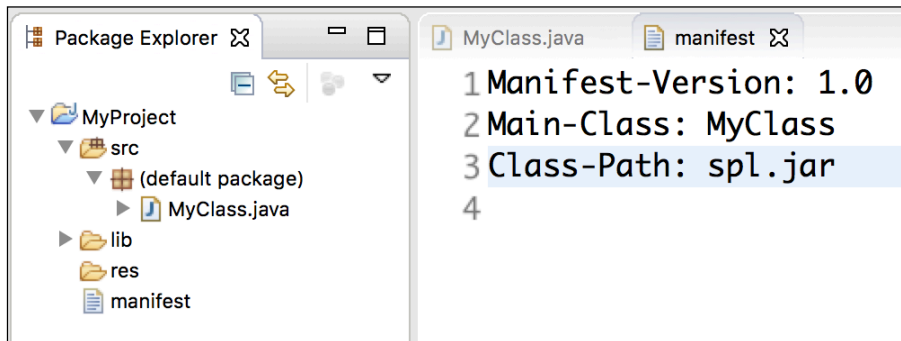 Package Explorer
MyProject
src
(default package)
MyClass.java
lib
res
manifest
MyClass.java
manifest
1 Manifest-Version: 1.0
2 Main-Class: MyClass
3 Class-Path: spl.jar
4